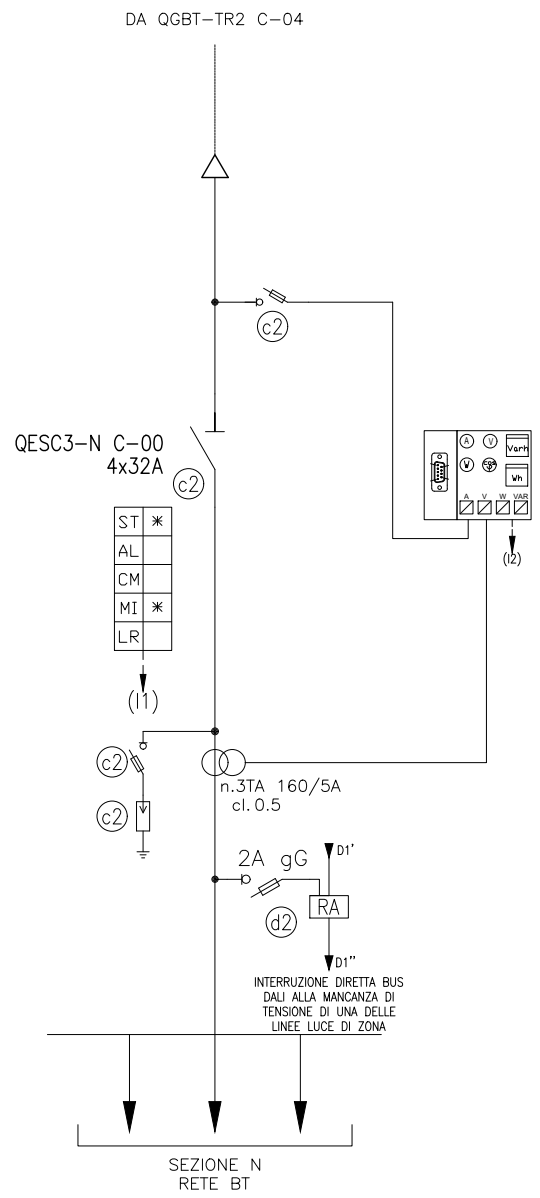 DA QGBT-TR2 C-04
c2
QESC3-N C-00
4x32A
c2
A V Varh
W cosφ Wh
A V W VAR
(I2)
ST *
AL
CM
MI *
LR
(I1)
c2
n.3TA 160/5A
cl.0.5
c2
2A gG
D1'
d2
RA
D1''
INTERRUZIONE DIRETTA BUS
DALI ALLA MANCANZA DI
TENSIONE DI UNA DELLE
LINEE LUCE DI ZONA
SEZIONE N
RETE BT